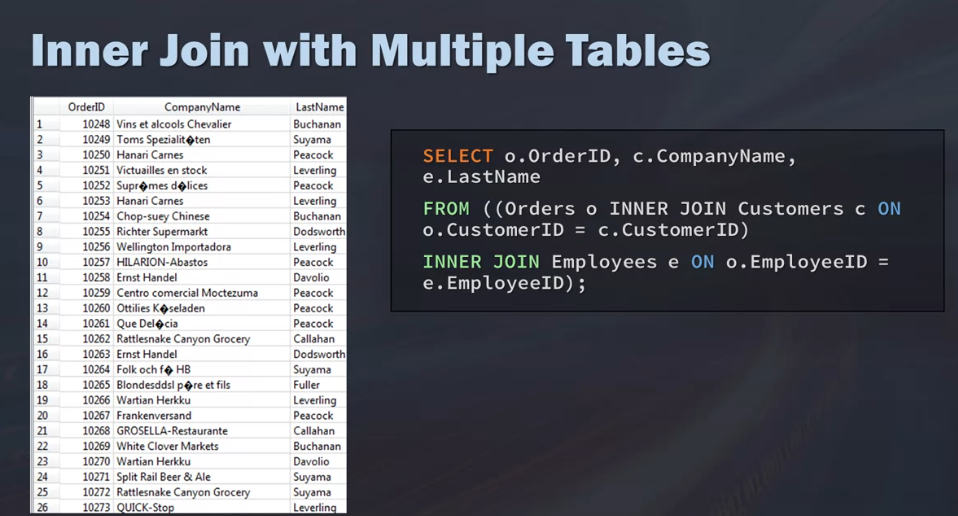 Inner Join with Multiple Tables
OrderID CompanyName LastName
1 10248 Vins et alcools Chevalier Buchanan
2 10249 Toms Spezialit�ten Suyama
3 10250 Hanari Carnes Peacock
4 10251 Victuailles en stock Leverling
5 10252 Supr�mes d�lices Peacock
6 10253 Hanari Carnes Leverling
7 10254 Chop-suey Chinese Buchanan
8 10255 Richter Supermarkt Dodsworth
9 10256 Wellington Importadora Leverling
10 10257 HILARION-Abastos Peacock
11 10258 Ernst Handel Davolio
12 10259 Centro comercial Moctezuma Peacock
13 10260 Ottilies K�seladen Peacock
14 10261 Que Del�cia Peacock
15 10262 Rattlesnake Canyon Grocery Callahan
16 10263 Ernst Handel Dodsworth
17 10264 Folk och f� HB Suyama
18 10265 Blondesddsl p�re et fils Fuller
19 10266 Wartian Herkku Leverling
20 10267 Frankenversand Peacock
21 10268 GROSELLA-Restaurante Callahan
22 10269 White Clover Markets Buchanan
23 10270 Wartian Herkku Davolio
24 10271 Split Rail Beer & Ale Suyama
25 10272 Rattlesnake Canyon Grocery Suyama
26 10273 QUICK-Stop Leverling
SELECT o.OrderID, c.CompanyName,
e.LastName
FROM ((Orders o INNER JOIN Customers c ON
o.CustomerID = c.CustomerID)
INNER JOIN Employees e ON o.EmployeeID =
e.EmployeeID);